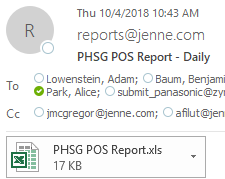 Thu 10/4/2018 10:43 AM
R
reports@jenne.com
PHSG POS Report - Daily
To Lowenstein, Adam; Baum, Benjami
Park, Alice; submit_panasonic@zy
Cc jmcgregor@jenne.com; afilut@jen
PHSG POS Report.xls
17 KB